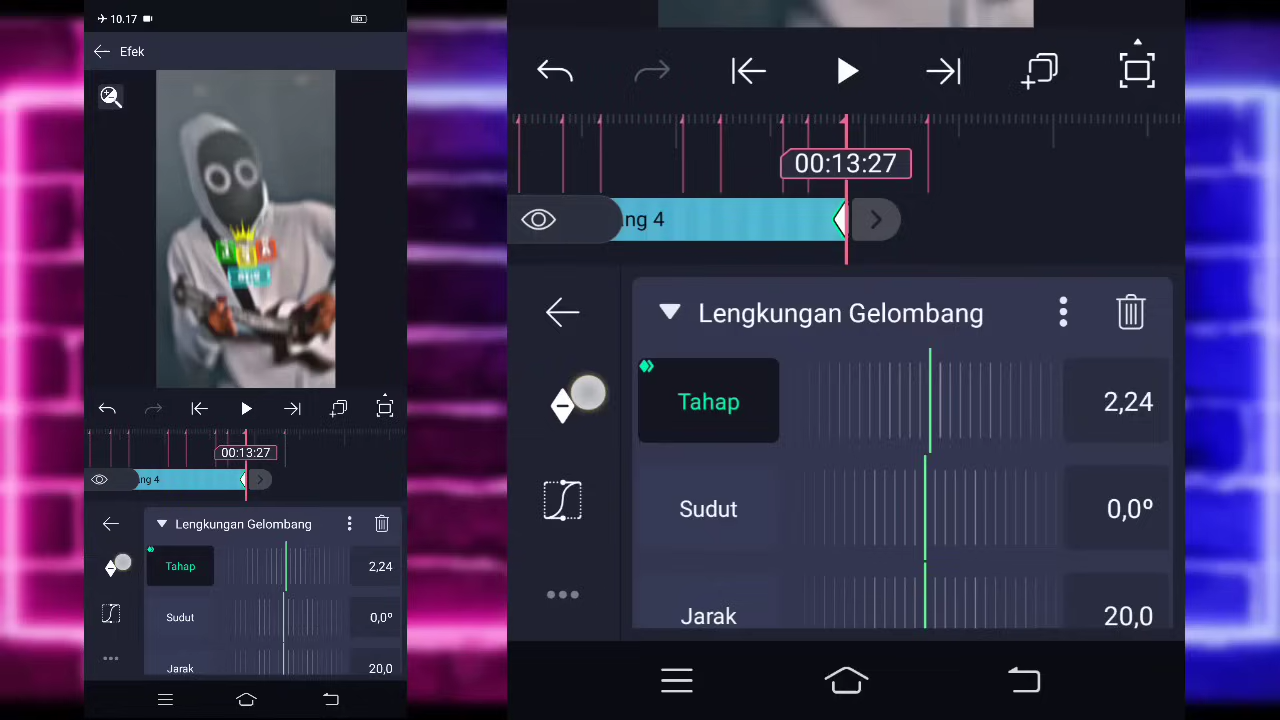 10.17
Efek
00:13:27
ng 4
Lengkungan Gelombang
Tahap
2,24
Sudut
0,0º
Jarak
20,0
00:13:27
ng 4
Lengkungan Gelombang
Tahap
2,24
Sudut
0,0º
Jarak
20,0